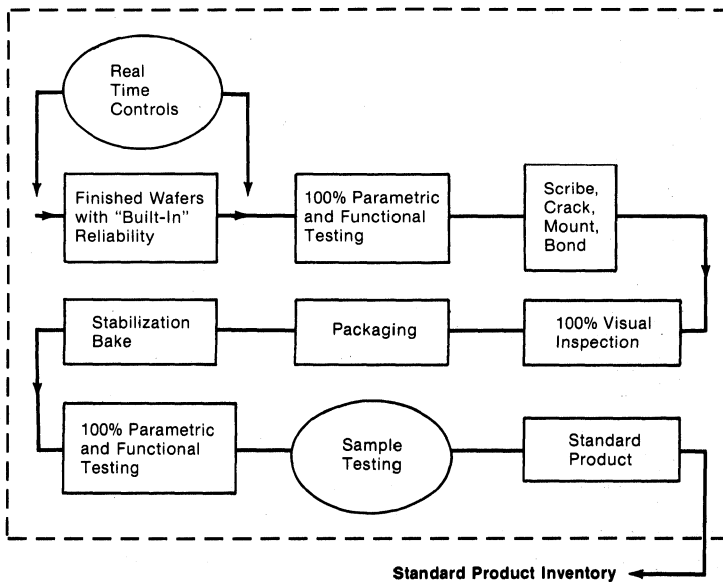 Real
Time
Controls
Finished Wafers
with "Built-In"
Reliability
100% Parametric
and Functional
Testing
Scribe,
Crack,
Mount,
Bond
Stabilization
Bake
Packaging
100% Visual
Inspection
100% Parametric
and Functional
Testing
Sample
Testing
Standard
Product
Standard Product Inventory